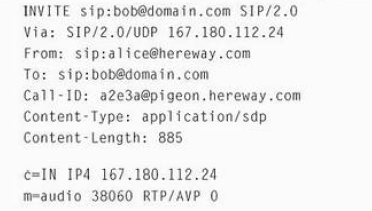 INVITE sip:bob@domain.com SIP/2.0
Via: SIP/2.0/UDP 167.180.112.24
From: sip:alice@hereway.com
To: sip:bob@domain.com
Call-ID: a2e3a@pigeon.hereway.com
Content-Type: application/sdp
Content-Length: 885

c=IN IP4 167.180.112.24
m=audio 38060 RTP/AVP 0